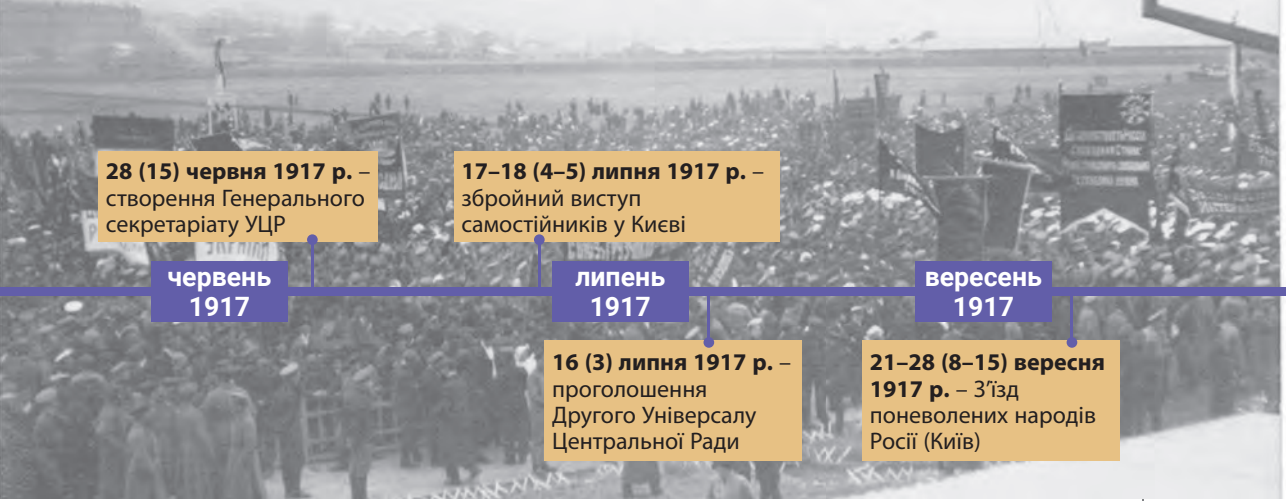 28 (15) червня 1917 р. –
створення Генерального
секретаріату УЦР
17–18 (4–5) липня 1917 р. –
збройний виступ
самостійників у Києві
червень
1917
липень
1917
вересень
1917
16 (3) липня 1917 р. –
проголошення
Другого Універсалу
Центральної Ради
21–28 (8–15) вересня
1917 р. – З’їзд
поневолених народів
Росії (Київ)